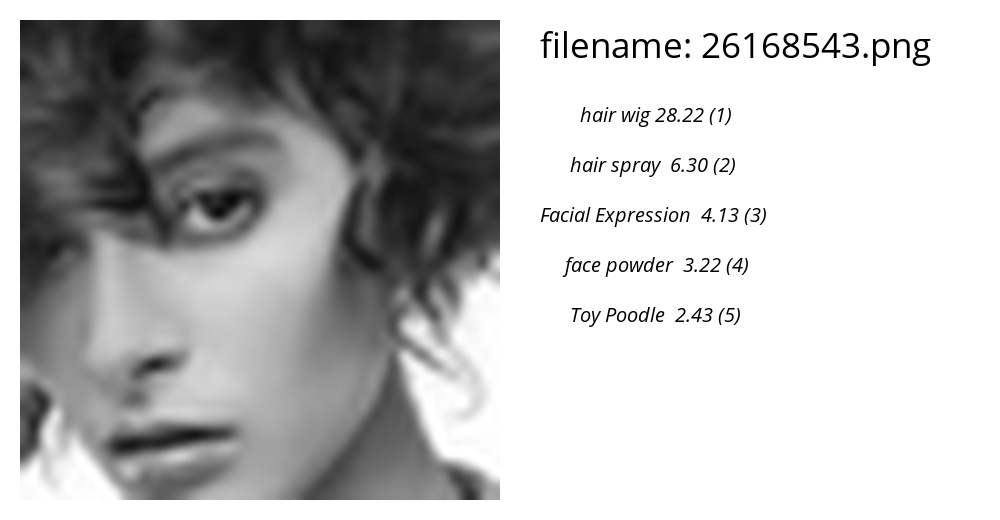 filename: 26168543.png
hair wig 28.22 (1)
hair spray 6.30 (2)
Facial Expression 4.13 (3)
face powder 3.22 (4)
Toy Poodle 2.43 (5)